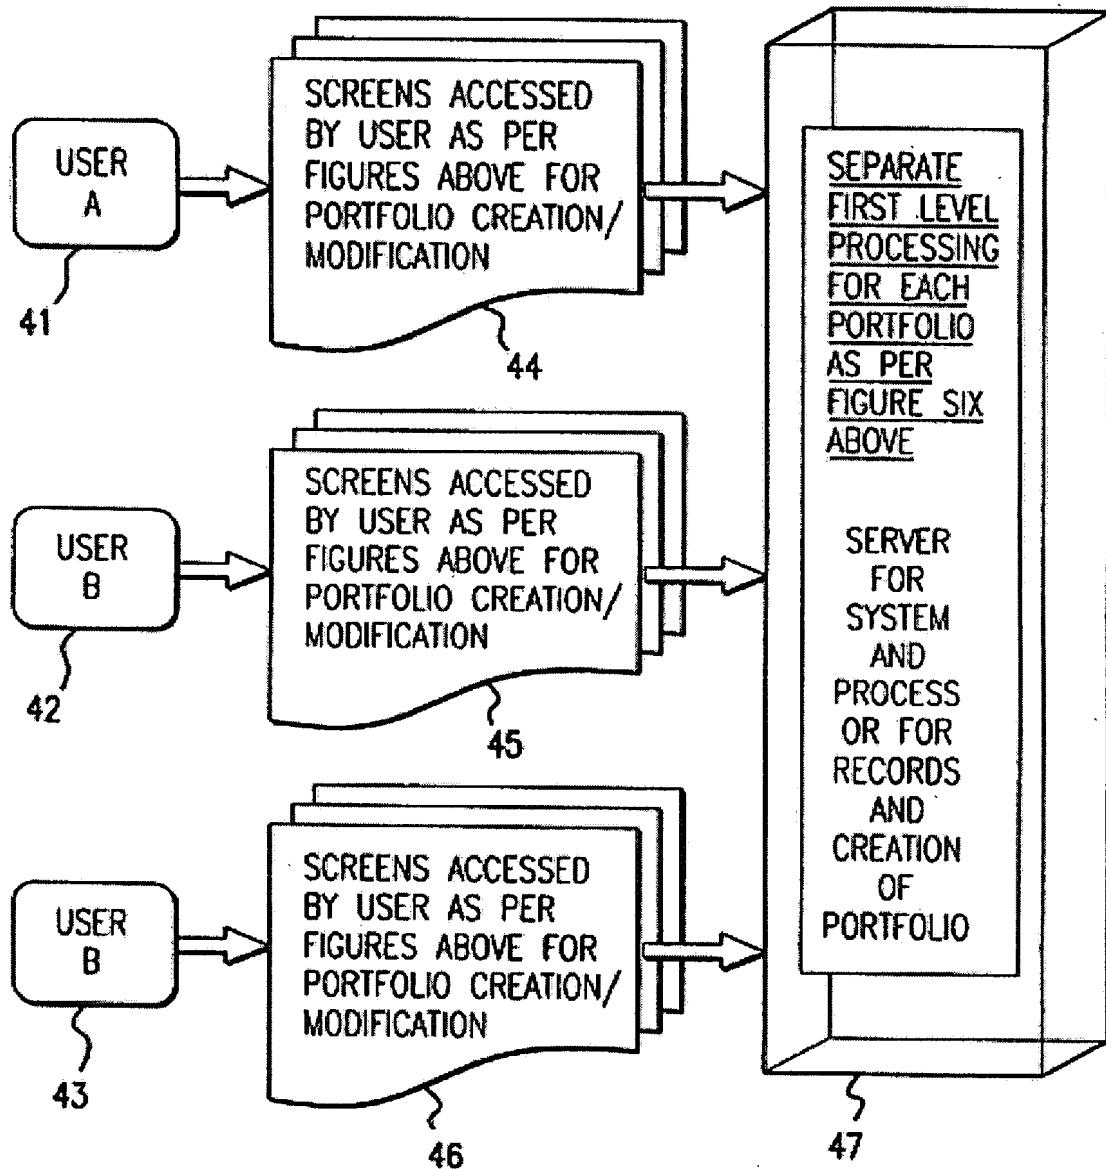 USER
A
41
SCREENS ACCESSED
BY USER AS PER
FIGURES ABOVE FOR
PORTFOLIO CREATION/
MODIFICATION
44
USER
B
42
SCREENS ACCESSED
BY USER AS PER
FIGURES ABOVE FOR
PORTFOLIO CREATION/
MODIFICATION
45
USER
B
43
SCREENS ACCESSED
BY USER AS PER
FIGURES ABOVE FOR
PORTFOLIO CREATION/
MODIFICATION
46
SEPARATE
FIRST LEVEL
PROCESSING
FOR EACH
PORTFOLIO
AS PER
FIGURE SIX
ABOVE
SERVER
FOR
SYSTEM
AND
PROCESS
OR FOR
RECORDS
AND
CREATION
OF
PORTFOLIO
47